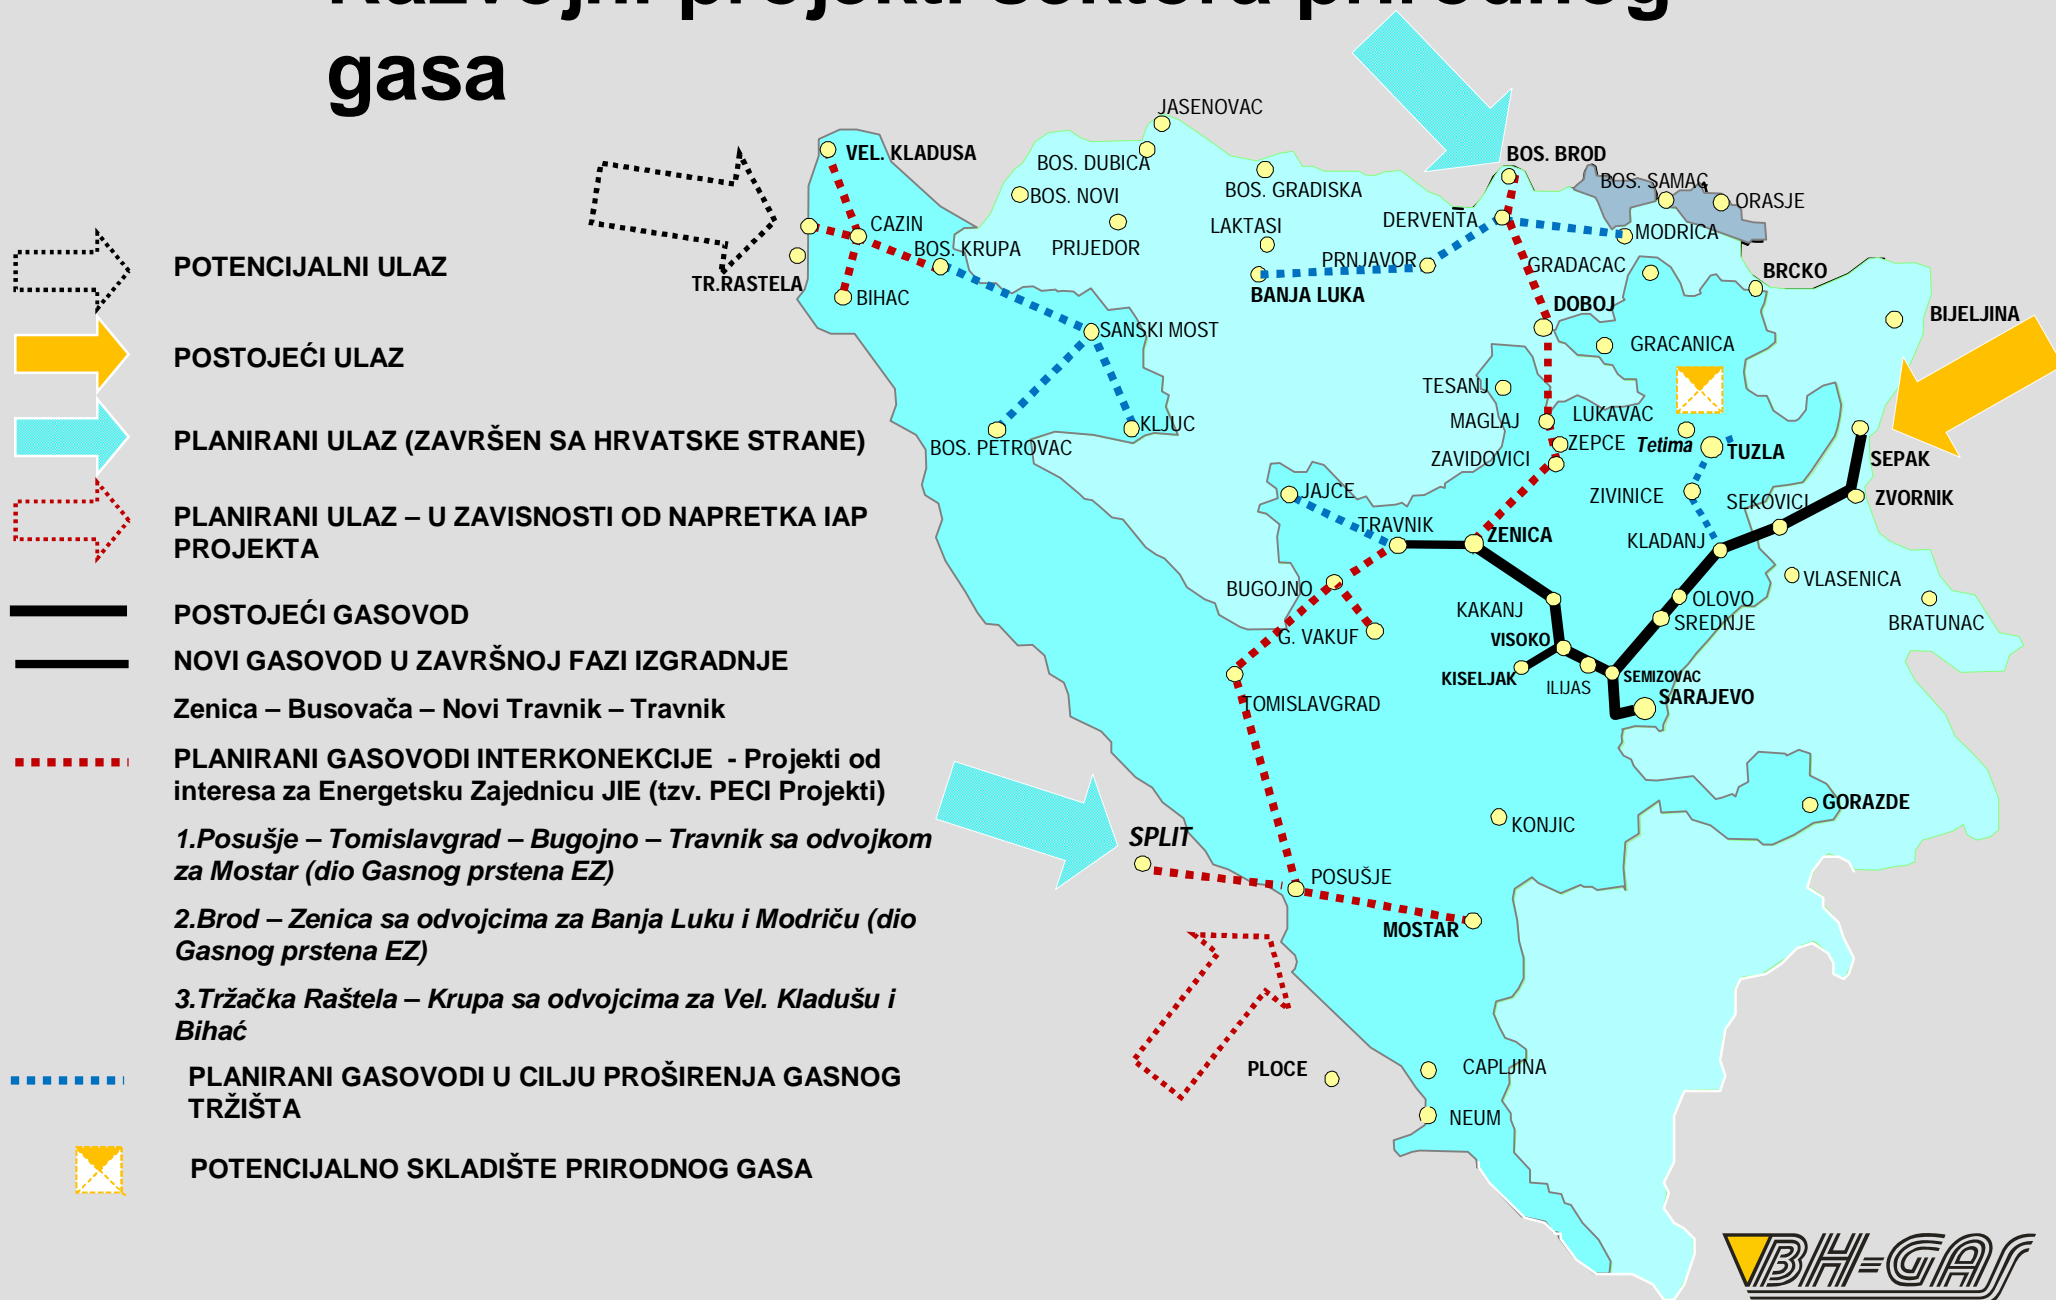 Razvojni projekti sektora prirodnog
gasa
POTENCIJALNI ULAZ
POSTOJEĆI ULAZ
PLANIRANI ULAZ (ZAVRŠEN SA HRVATSKE STRANE)
PLANIRANI ULAZ – U ZAVISNOSTI OD NAPRETKA IAP
PROJEKTA
POSTOJEĆI GASOVOD
NOVI GASOVOD U ZAVRŠNOJ FAZI IZGRADNJE
Zenica – Busovača – Novi Travnik – Travnik
PLANIRANI GASOVODI INTERKONEKCIJE - Projekti od
interesa za Energetsku Zajednicu JIE (tzv. PECI Projekti)
1.Posušje – Tomislavgrad – Bugojno – Travnik sa odvojkom
za Mostar (dio Gasnog prstena EZ)
2.Brod – Zenica sa odvojcima za Banja Luku i Modriču (dio
Gasnog prstena EZ)
3.Tržačka Raštela – Krupa sa odvojcima za Vel. Kladušu i
Bihać
PLANIRANI GASOVODI U CILJU PROŠIRENJA GASNOG
TRŽIŠTA
POTENCIJALNO SKLADIŠTE PRIRODNOG GASA
JASENOVAC
VEL. KLADUSA
BOS. DUBICA
BOS. BROD
BOS. NOVI
BOS. GRADISKA
BOS. SAMAC
ORASJE
CAZIN
LAKTASI
DERVENTA
MODRICA
BOS. KRUPA
PRIJEDOR
PRNJAVOR
GRADACAC
BRCKO
TR.RASTELA
BIHAC
BANJA LUKA
DOBOJ
BIJELJINA
SANSKI MOST
GRACANICA
TESANJ
MAGLAJ
LUKAVAC
KLJUC
BOS. PETROVAC
ZEPCE
Tetima
TUZLA
ZAVIDOVICI
SEPAK
JAJCE
ZIVINICE
SEKOVICI
ZVORNIK
TRAVNIK
ZENICA
KLADANJ
BUGOJNO
VLASENICA
KAKANJ
OLOVO
G. VAKUF
VISOKO
SREDNJE
BRATUNAC
KISELJAK
ILIJAS
SEMIZOVAC
SARAJEVO
TOMISLAVGRAD
GORAZDE
KONJIC
SPLIT
POSUŠJE
MOSTAR
PLOCE
CAPLJINA
NEUM
BH=GAS